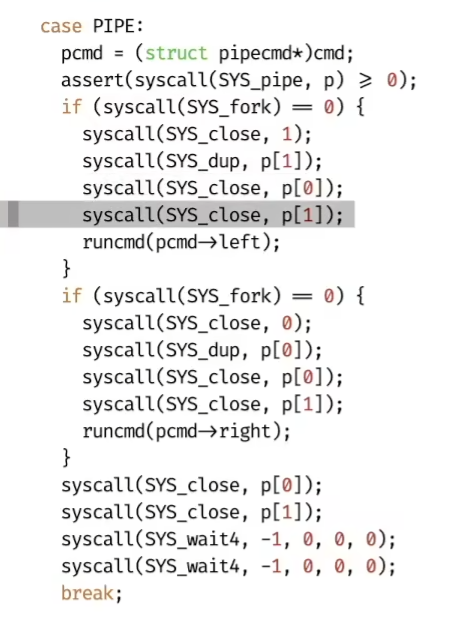 case PIPE:
  pcmd = (struct pipecmd*)cmd;
  assert(syscall(SYS_pipe, p) ⩾ 0);
  if (syscall(SYS_fork) == 0) {
    syscall(SYS_close, 1);
    syscall(SYS_dup, p[1]);
    syscall(SYS_close, p[0]);
    syscall(SYS_close, p[1]);
    runcmd(pcmd→left);
  }
  if (syscall(SYS_fork) == 0) {
    syscall(SYS_close, 0);
    syscall(SYS_dup, p[0]);
    syscall(SYS_close, p[0]);
    syscall(SYS_close, p[1]);
    runcmd(pcmd→right);
  }
  syscall(SYS_close, p[0]);
  syscall(SYS_close, p[1]);
  syscall(SYS_wait4, -1, 0, 0, 0);
  syscall(SYS_wait4, -1, 0, 0, 0);
  break;